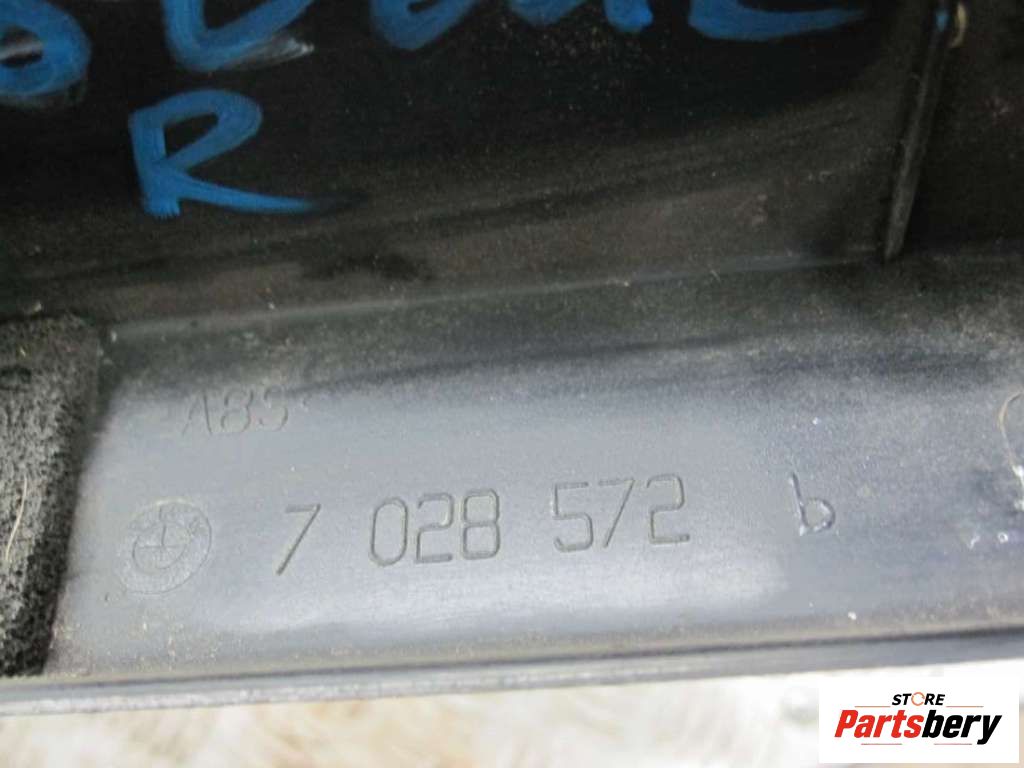 R
ABS
7 028 572 b
STORE
Partsbery